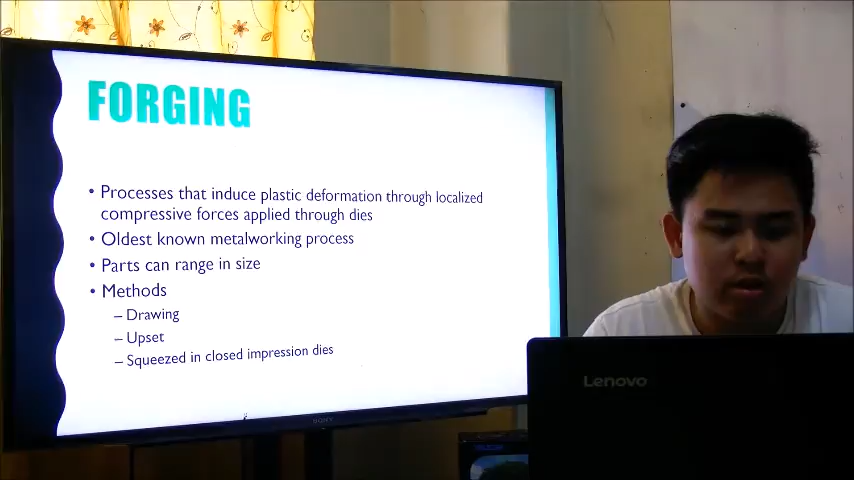 FORGING
• Processes that induce plastic deformation through localized
compressive forces applied through dies
• Oldest known metalworking process
• Parts can range in size
• Methods
– Drawing
– Upset
– Squeezed in closed impression dies
SONY
Lenovo